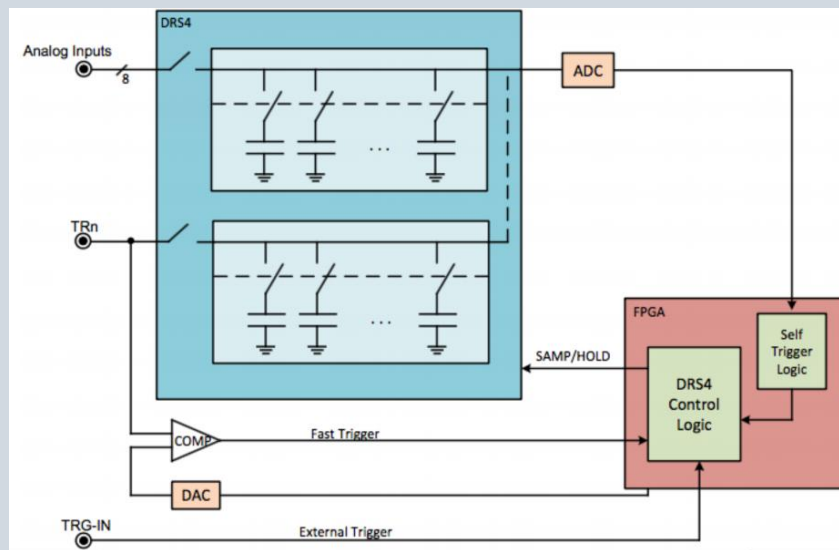 DRS4
Analog Inputs
8
ADC
...
TRn
...
FPGA
Self
Trigger
Logic
SAMP/HOLD
DRS4
Control
Logic
COMP
Fast Trigger
DAC
TRG-IN
External Trigger